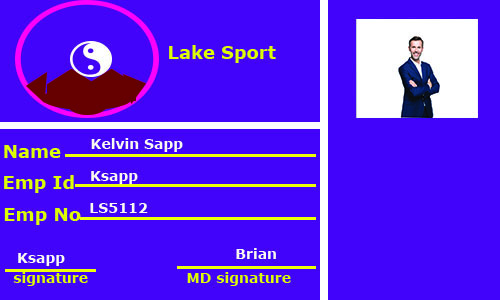 Lake Sport
Name Kelvin Sapp
Emp Id Ksapp
Emp No LS5112
Ksapp Brian
signature MD signature